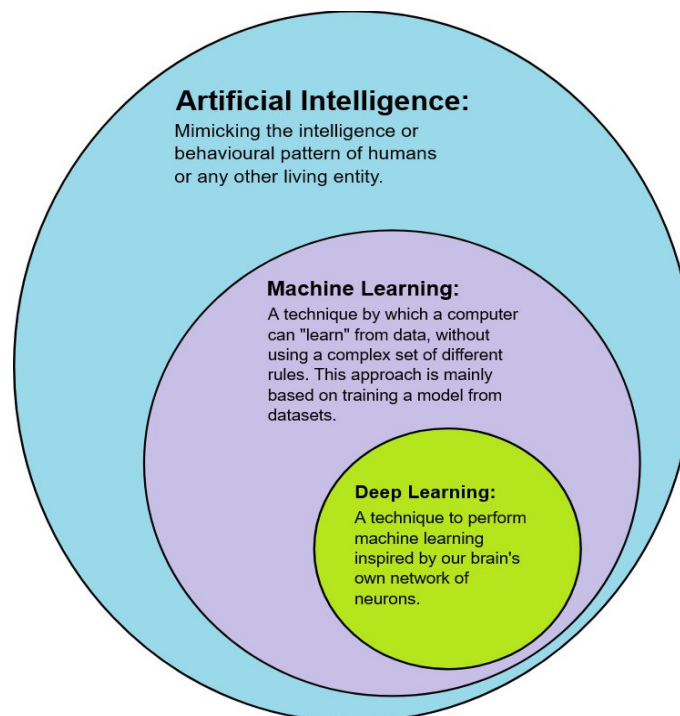 Artificial Intelligence:
Mimicking the intelligence or
behavioural pattern of humans
or any other living entity.
Machine Learning:
A technique by which a computer
can "learn" from data, without
using a complex set of different
rules. This approach is mainly
based on training a model from
datasets.
Deep Learning:
A technique to perform
machine learning
inspired by our brain's
own network of
neurons.